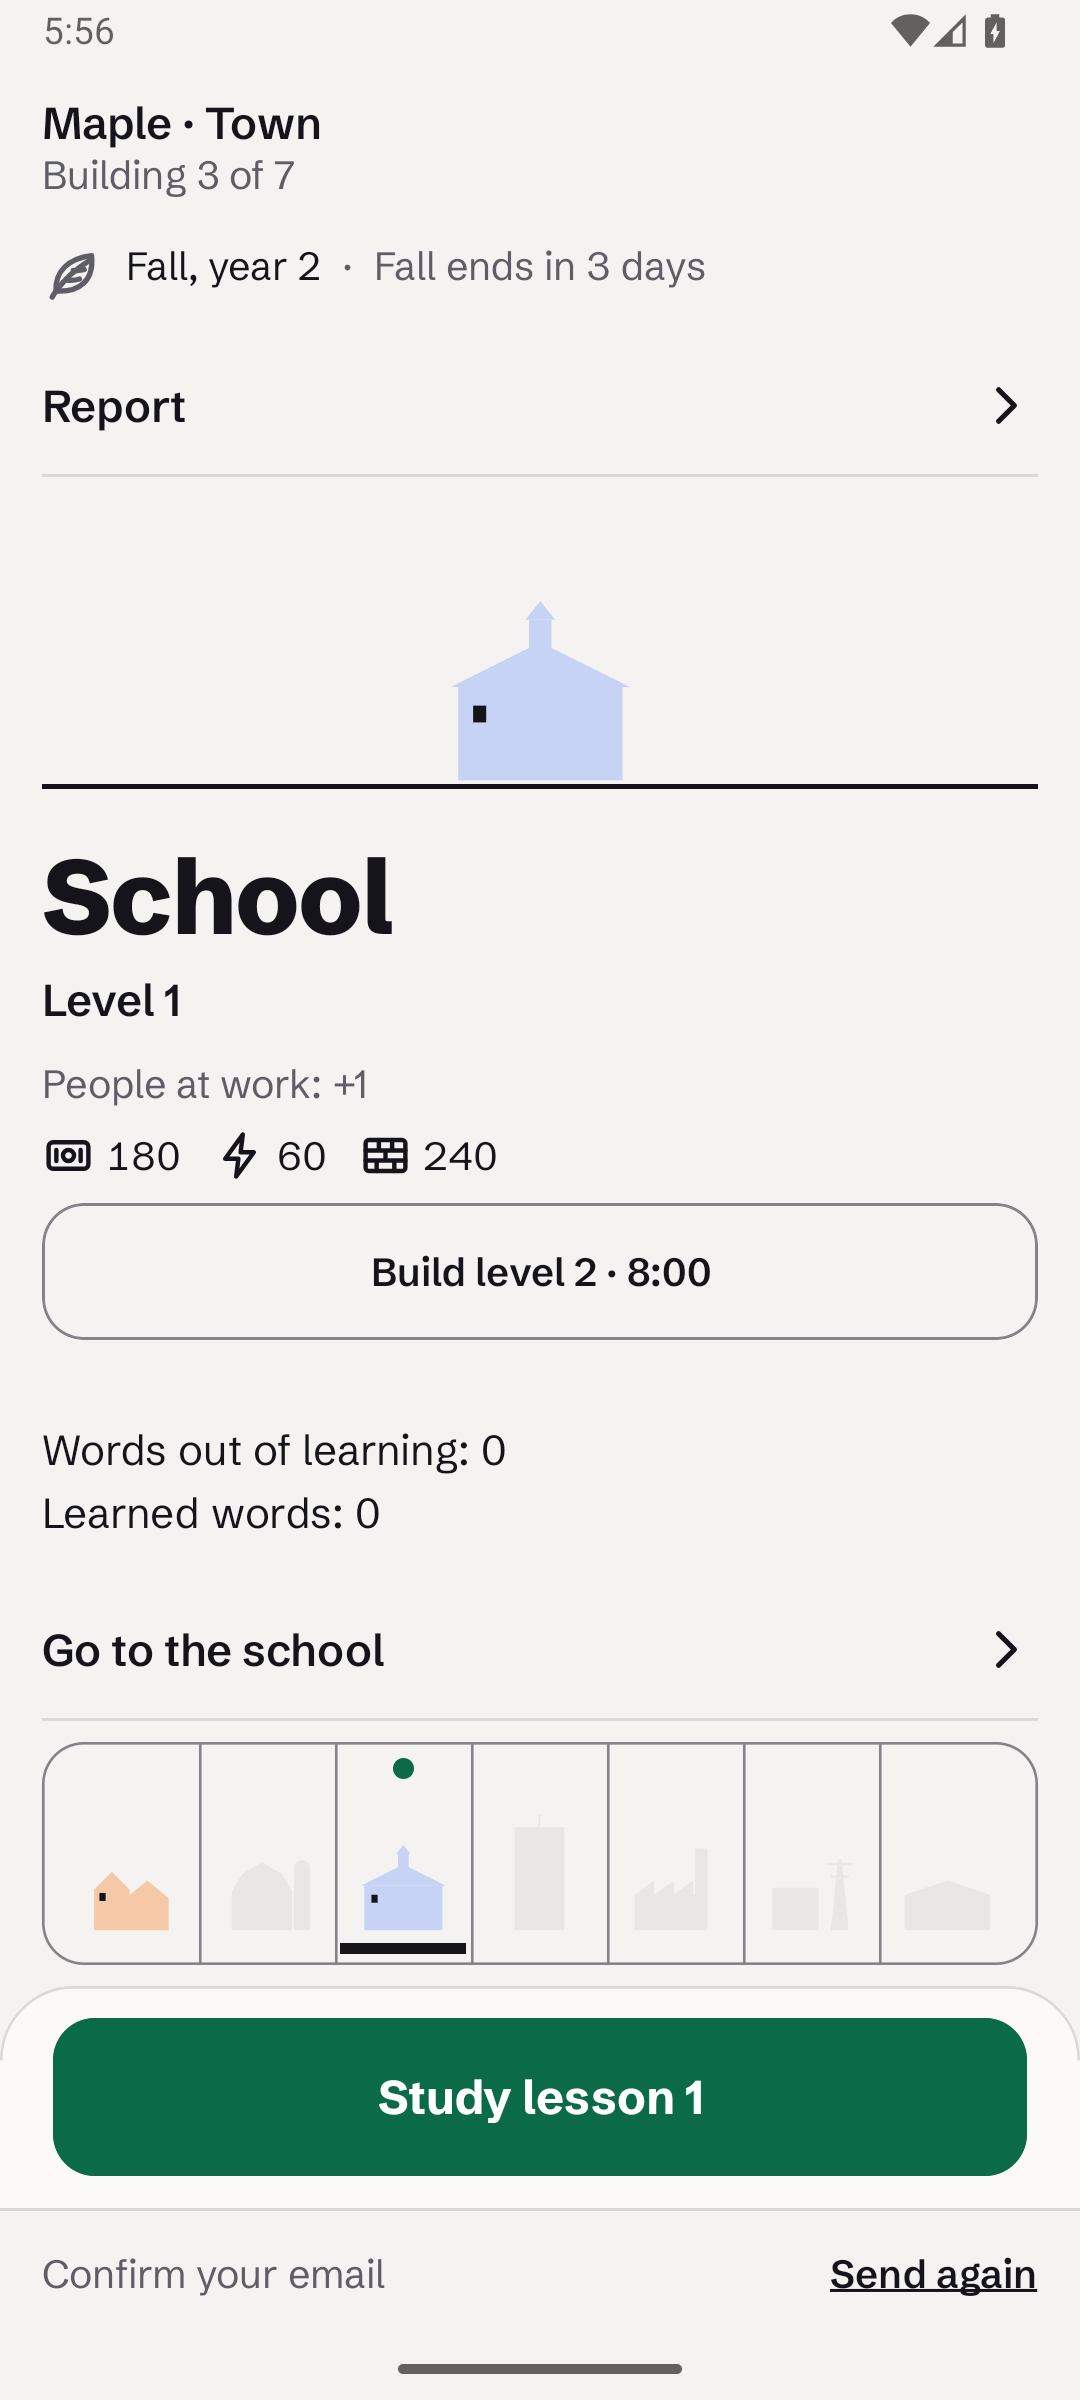 5:56
Maple · Town
Building 3 of 7
Fall, year 2 · Fall ends in 3 days
Report
School
Level 1
People at work: +1
180 60 240
Build level 2 · 8:00
Words out of learning: 0
Learned words: 0
Go to the school
Study lesson 1
Confirm your email Send again